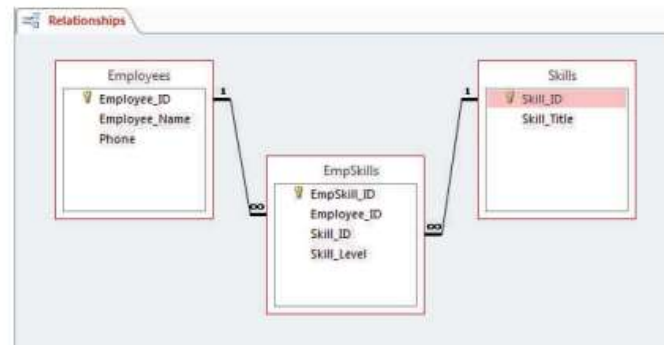 Relationships
Employees
Employee_ID
Employee_Name
Phone
1
∞
EmpSkills
EmpSkill_ID
Employee_ID
Skill_ID
Skill_Level
1
∞
Skills
Skill_ID
Skill_Title